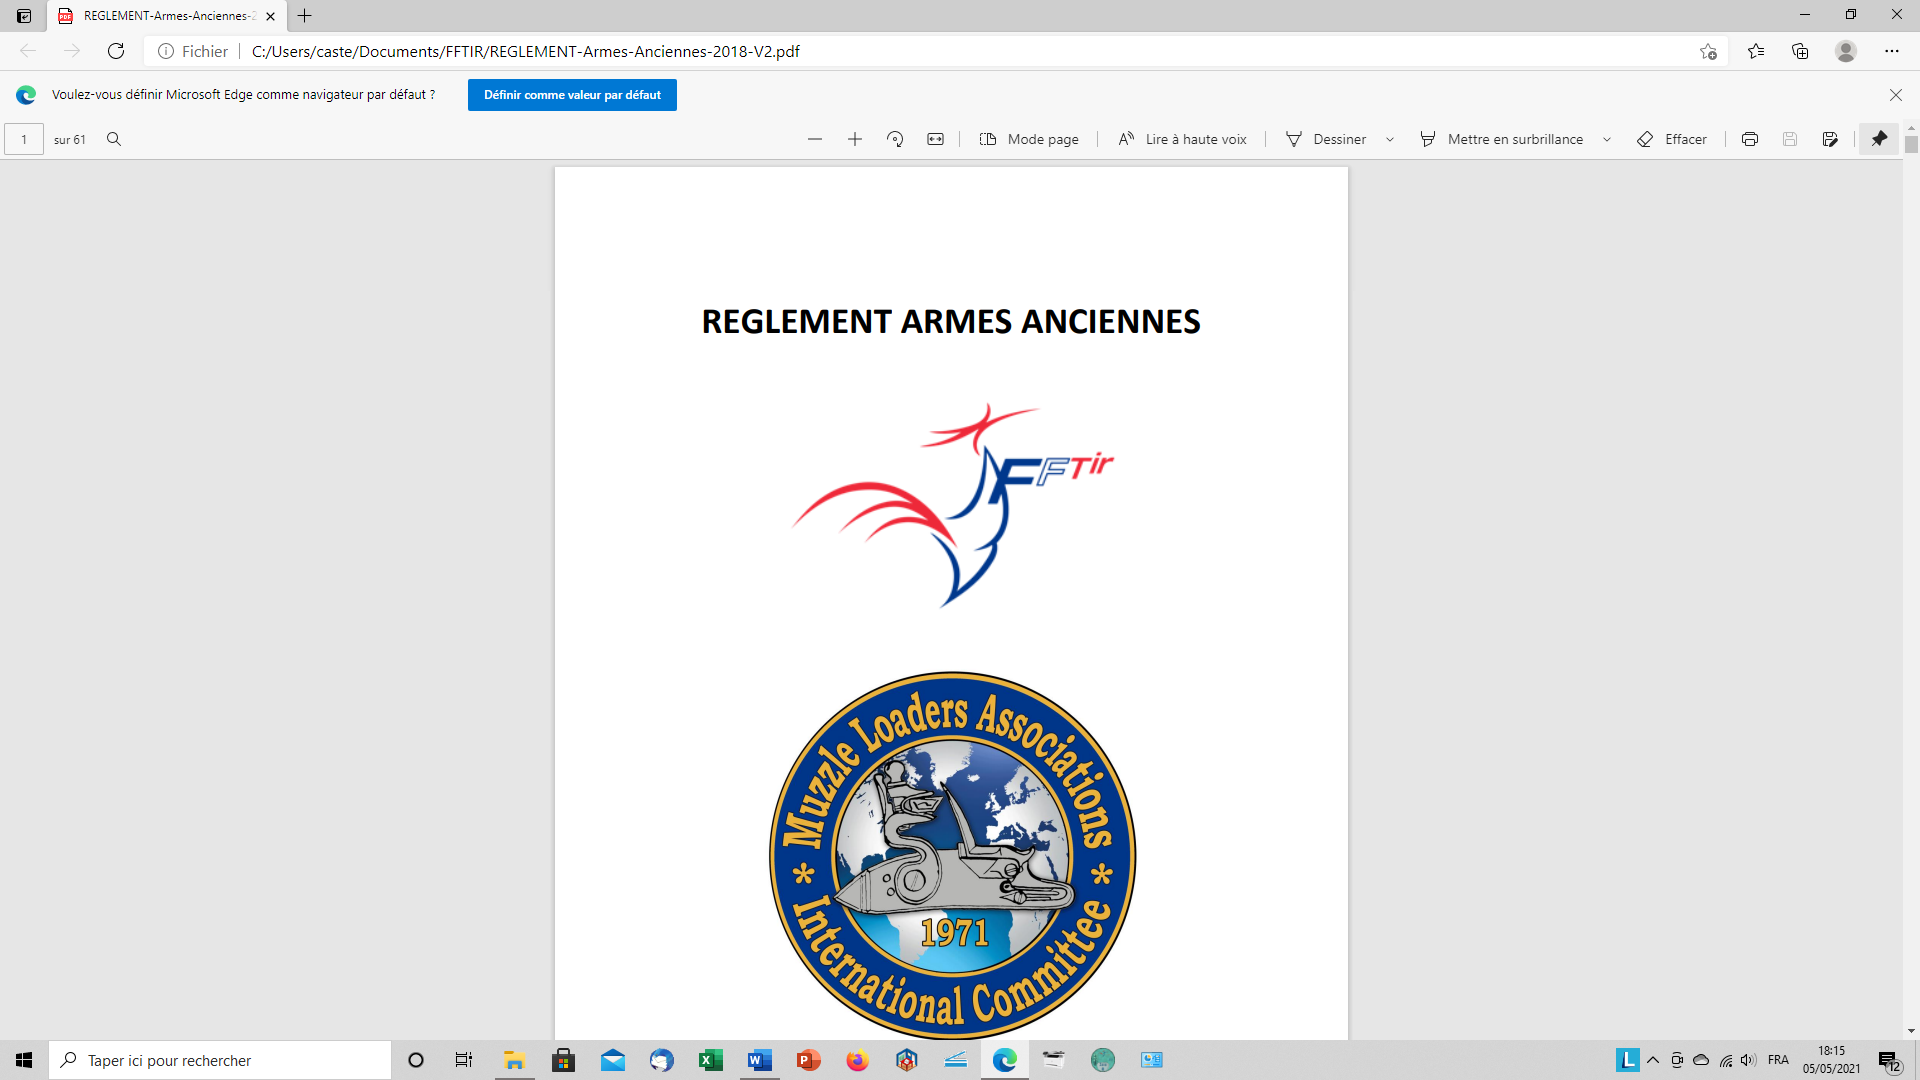 REGLEMENT-Armes-Anciennes-2
Fichier
C:/Users/caste/Documents/FFTIR/REGLEMENT-Armes-Anciennes-2018-V2.pdf
Voulez-vous définir Microsoft Edge comme navigateur par défaut ?
Définir comme valeur par défaut
1 sur 61
Mode page
Lire à haute voix
Dessiner
Mettre en surbrillance
Effacer
REGLEMENT ARMES ANCIENNES
FFTir
Muzzle Loaders Associations
1971
International Committee
Taper ici pour rechercher
FRA
18:15
05/05/2021
12